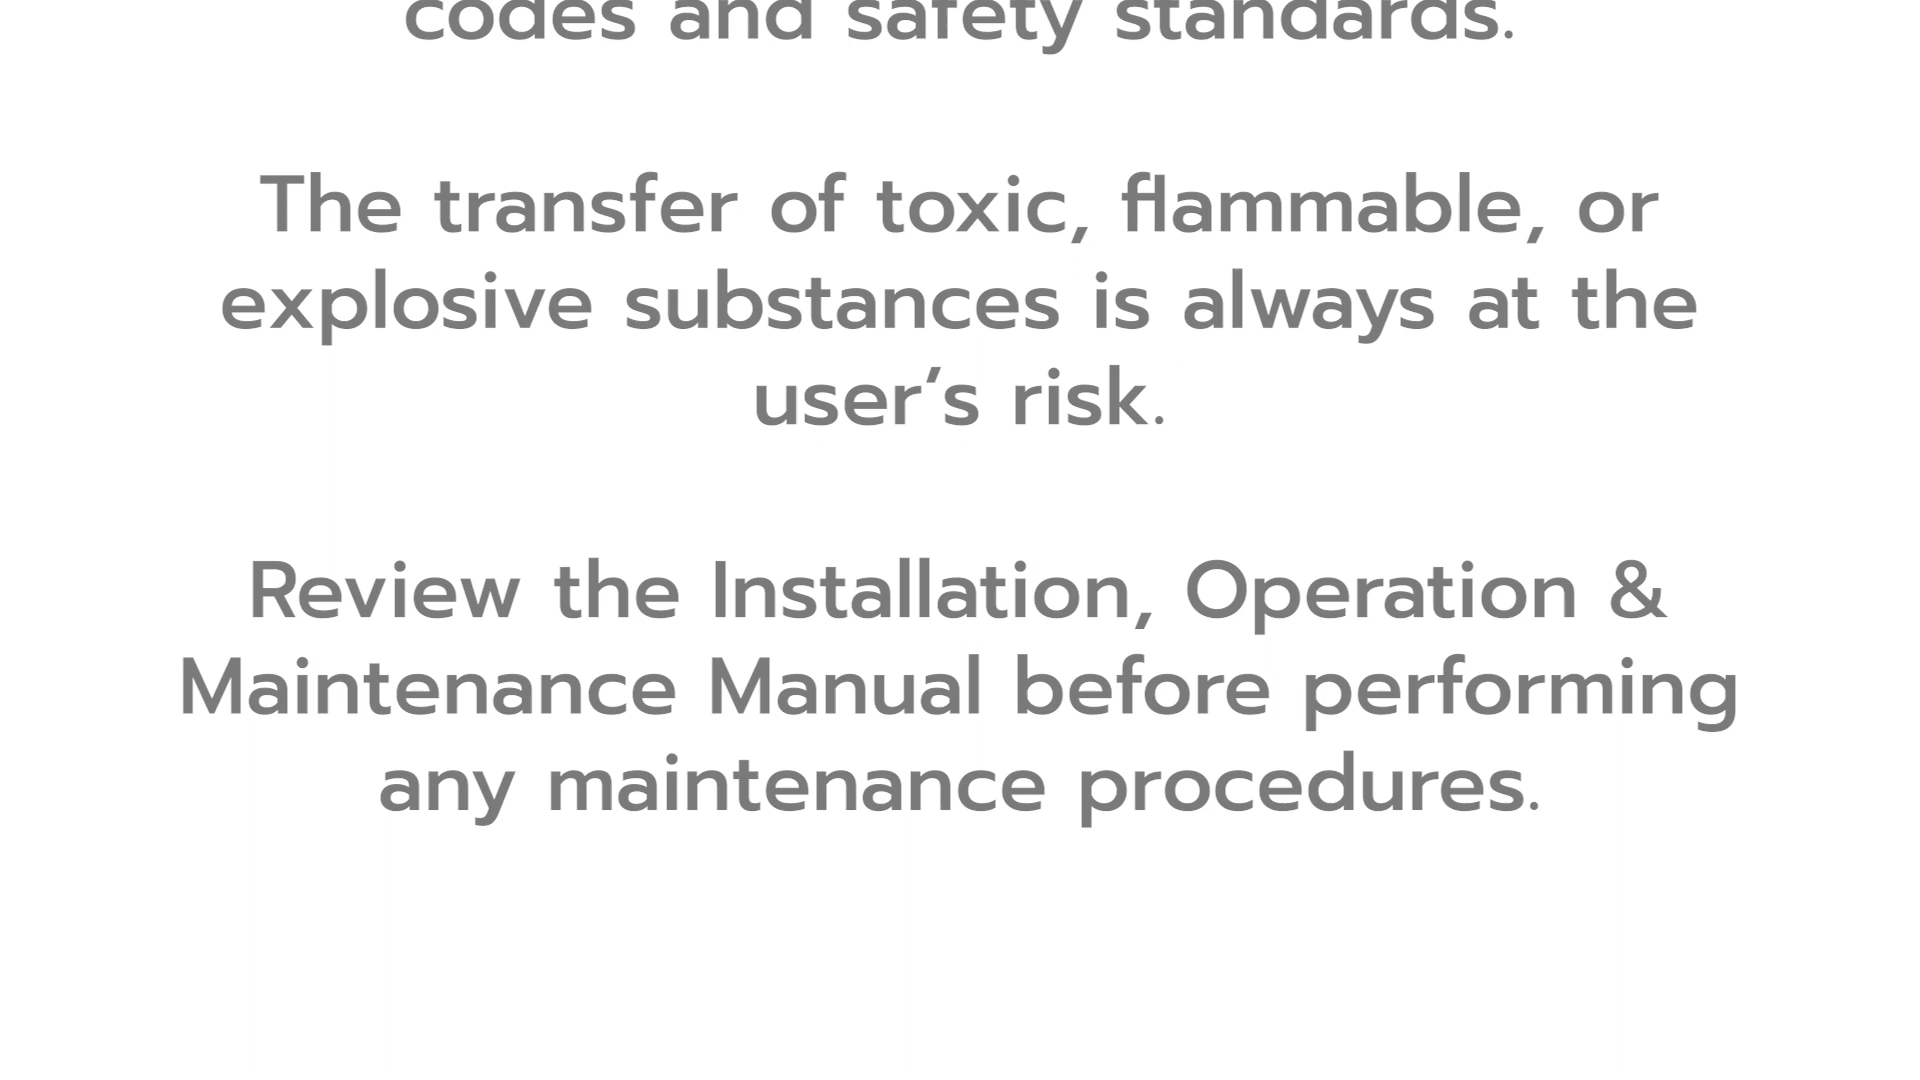 codes and safety standards.
The transfer of toxic, flammable, or
explosive substances is always at the
user’s risk.
Review the Installation, Operation &
Maintenance Manual before performing
any maintenance procedures.